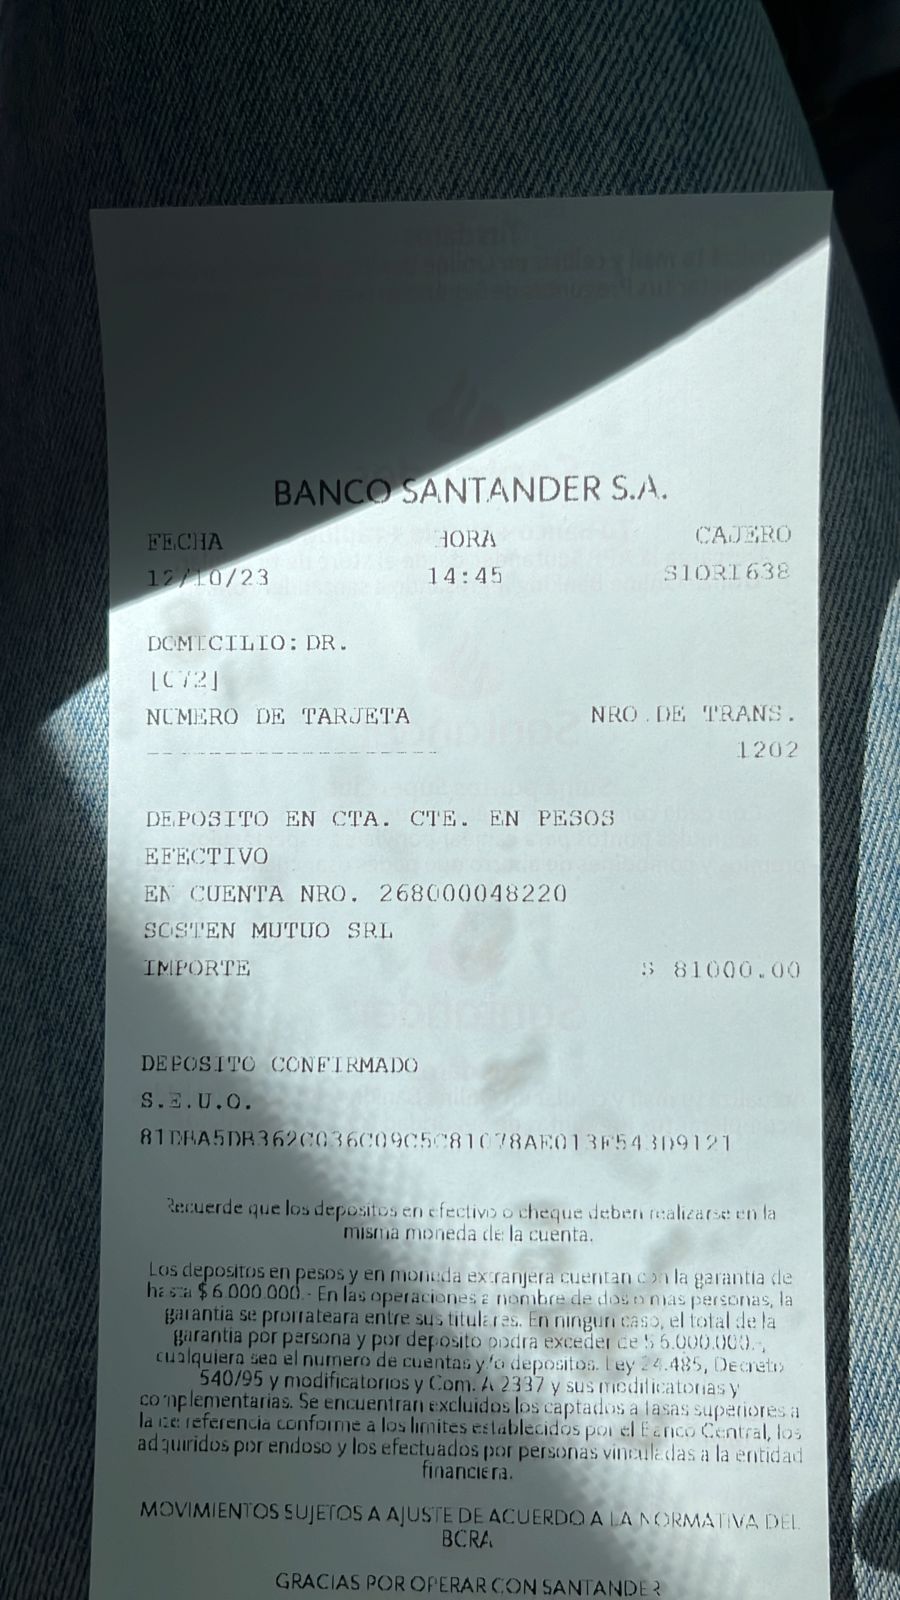 BANCO SANTANDER S.A.
FECHA HORA CAJERO
12/10/23 14:45 S1ORI638
DOMICILIO: DR.
[C72]
NUMERO DE TARJETA NRO.DE TRANS.
------------------- 1202
DEPOSITO EN CTA. CTE. EN PESOS
EFECTIVO
EN CUENTA NRO. 268000048220
SOSTEN MUTUO SRL
IMPORTE $ 81000.00
DEPOSITO CONFIRMADO
S.E.U.O.
Recuerde que los depositos en efectivo o cheque deben realizarse en la
misma moneda de la cuenta.
Los depositos en pesos y en moneda extranjera cuentan con la garantia de
hasta $ 6.000.000.- En las operaciones a nombre de dos o mas personas, la
garantia se prorrateara entre sus titulares. En ningun caso, el total de la
garantia por persona y por deposito podra exceder de $ 6.000.000.-,
cualquiera sea el numero de cuentas y/o depositos. Ley 24.485, Decreto
540/95 y modificatorios y Com. A 2337 y sus modificatorias y
complementarias. Se encuentran excluidos los captados a tasas superiores a
la de referencia conforme a los limites establecidos por el Banco Central, los
adquiridos por endoso y los efectuados por personas vinculadas a la entidad
financiera.
MOVIMIENTOS SUJETOS A AJUSTE DE ACUERDO A LA NORMATIVA DEL
BCRA
GRACIAS POR OPERAR CON SANTANDER